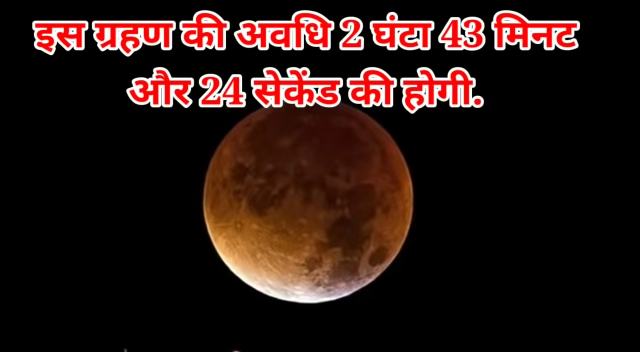 इस ग्रहण की अवधि 2 घंटा 43 मिनट
और 24 सेकेंड की होगी.